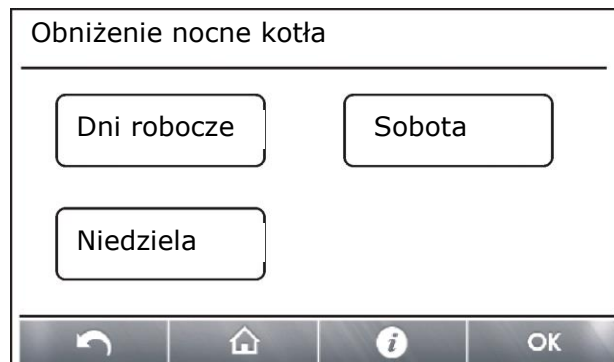 Obniżenie nocne kotła
Dni robocze
Sobota
Niedziela
OK